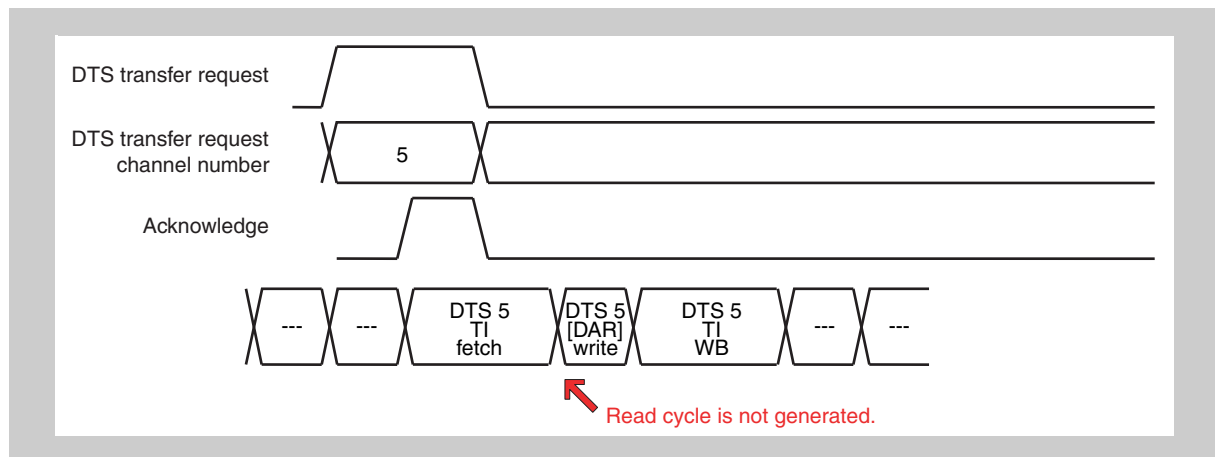 DTS transfer request
DTS transfer request
channel number
5
Acknowledge
---
---
DTS 5
TI
fetch
DTS 5
[DAR]
write
DTS 5
TI
WB
---
---
Read cycle is not generated.